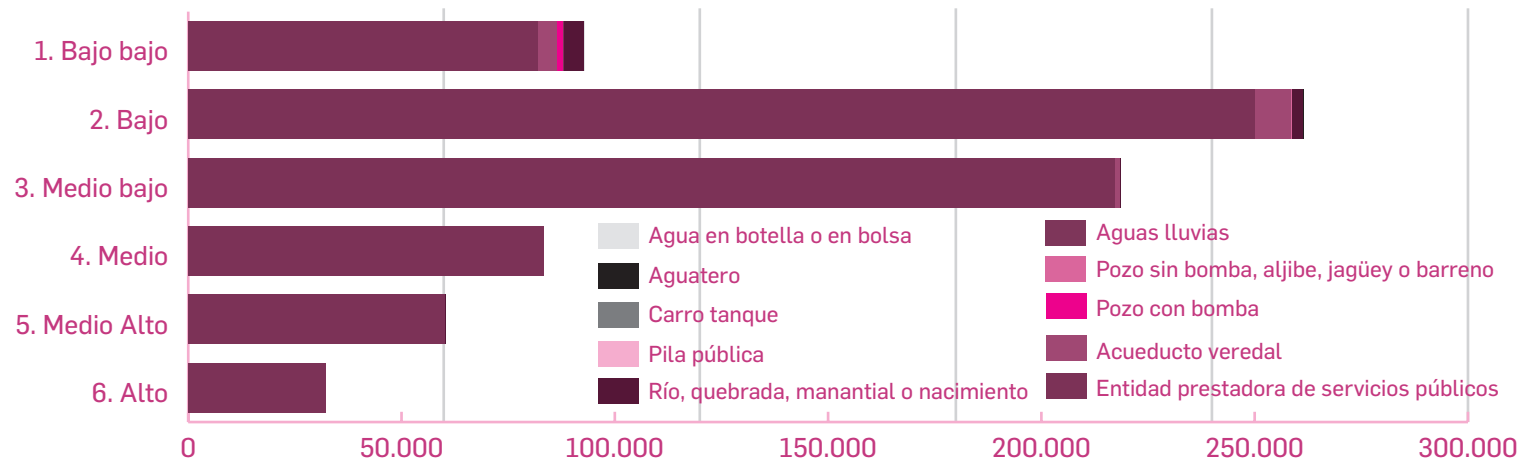 1. Bajo bajo
2. Bajo
3. Medio bajo
4. Medio
5. Medio Alto
6. Alto
Agua en botella o en bolsa
Aguatero
Carro tanque
Pila pública
Río, quebrada, manantial o nacimiento
Aguas lluvias
Pozo sin bomba, aljibe, jagüey o barreno
Pozo con bomba
Acueducto veredal
Entidad prestadora de servicios públicos
0 50.000 100.000 150.000 200.000 250.000 300.000